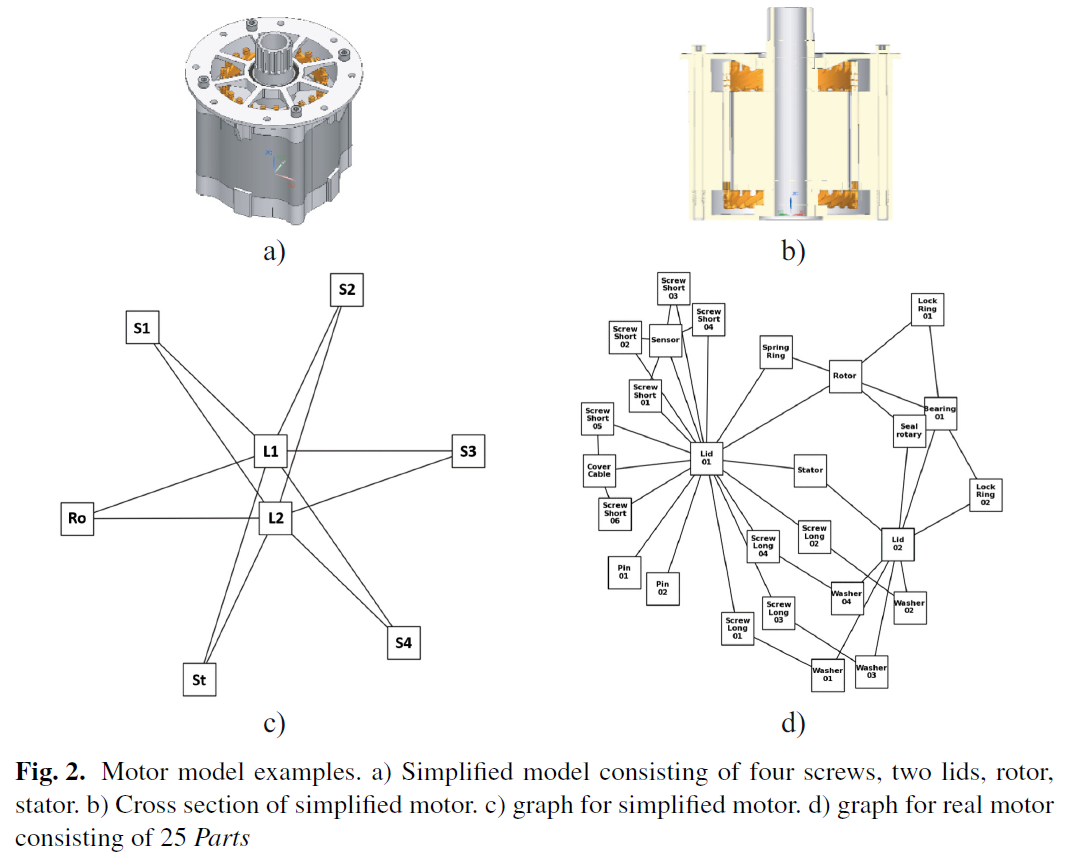 a)
b)
S2
S1
L1
S3
Ro
L2
S4
St
c)
Screw
Short
03
Screw
Short
04
Screw
Short
02
Sensor
Screw
Short
01
Spring
Ring
Lock
Ring
01
Rotor
Bearing
01
Seal
rotary
Screw
Short
05
Cover
Cable
Screw
Short
06
Lid
01
Stator
Lock
Ring
02
Pin
01
Pin
02
Screw
Long
04
Screw
Long
02
Lid
02
Screw
Long
03
Screw
Long
01
Washer
04
Washer
02
Washer
01
Washer
03
d)
Fig. 2. Motor model examples. a) Simplified model consisting of four screws, two lids, rotor,
stator. b) Cross section of simplified motor. c) graph for simplified motor. d) graph for real motor
consisting of 25 Parts